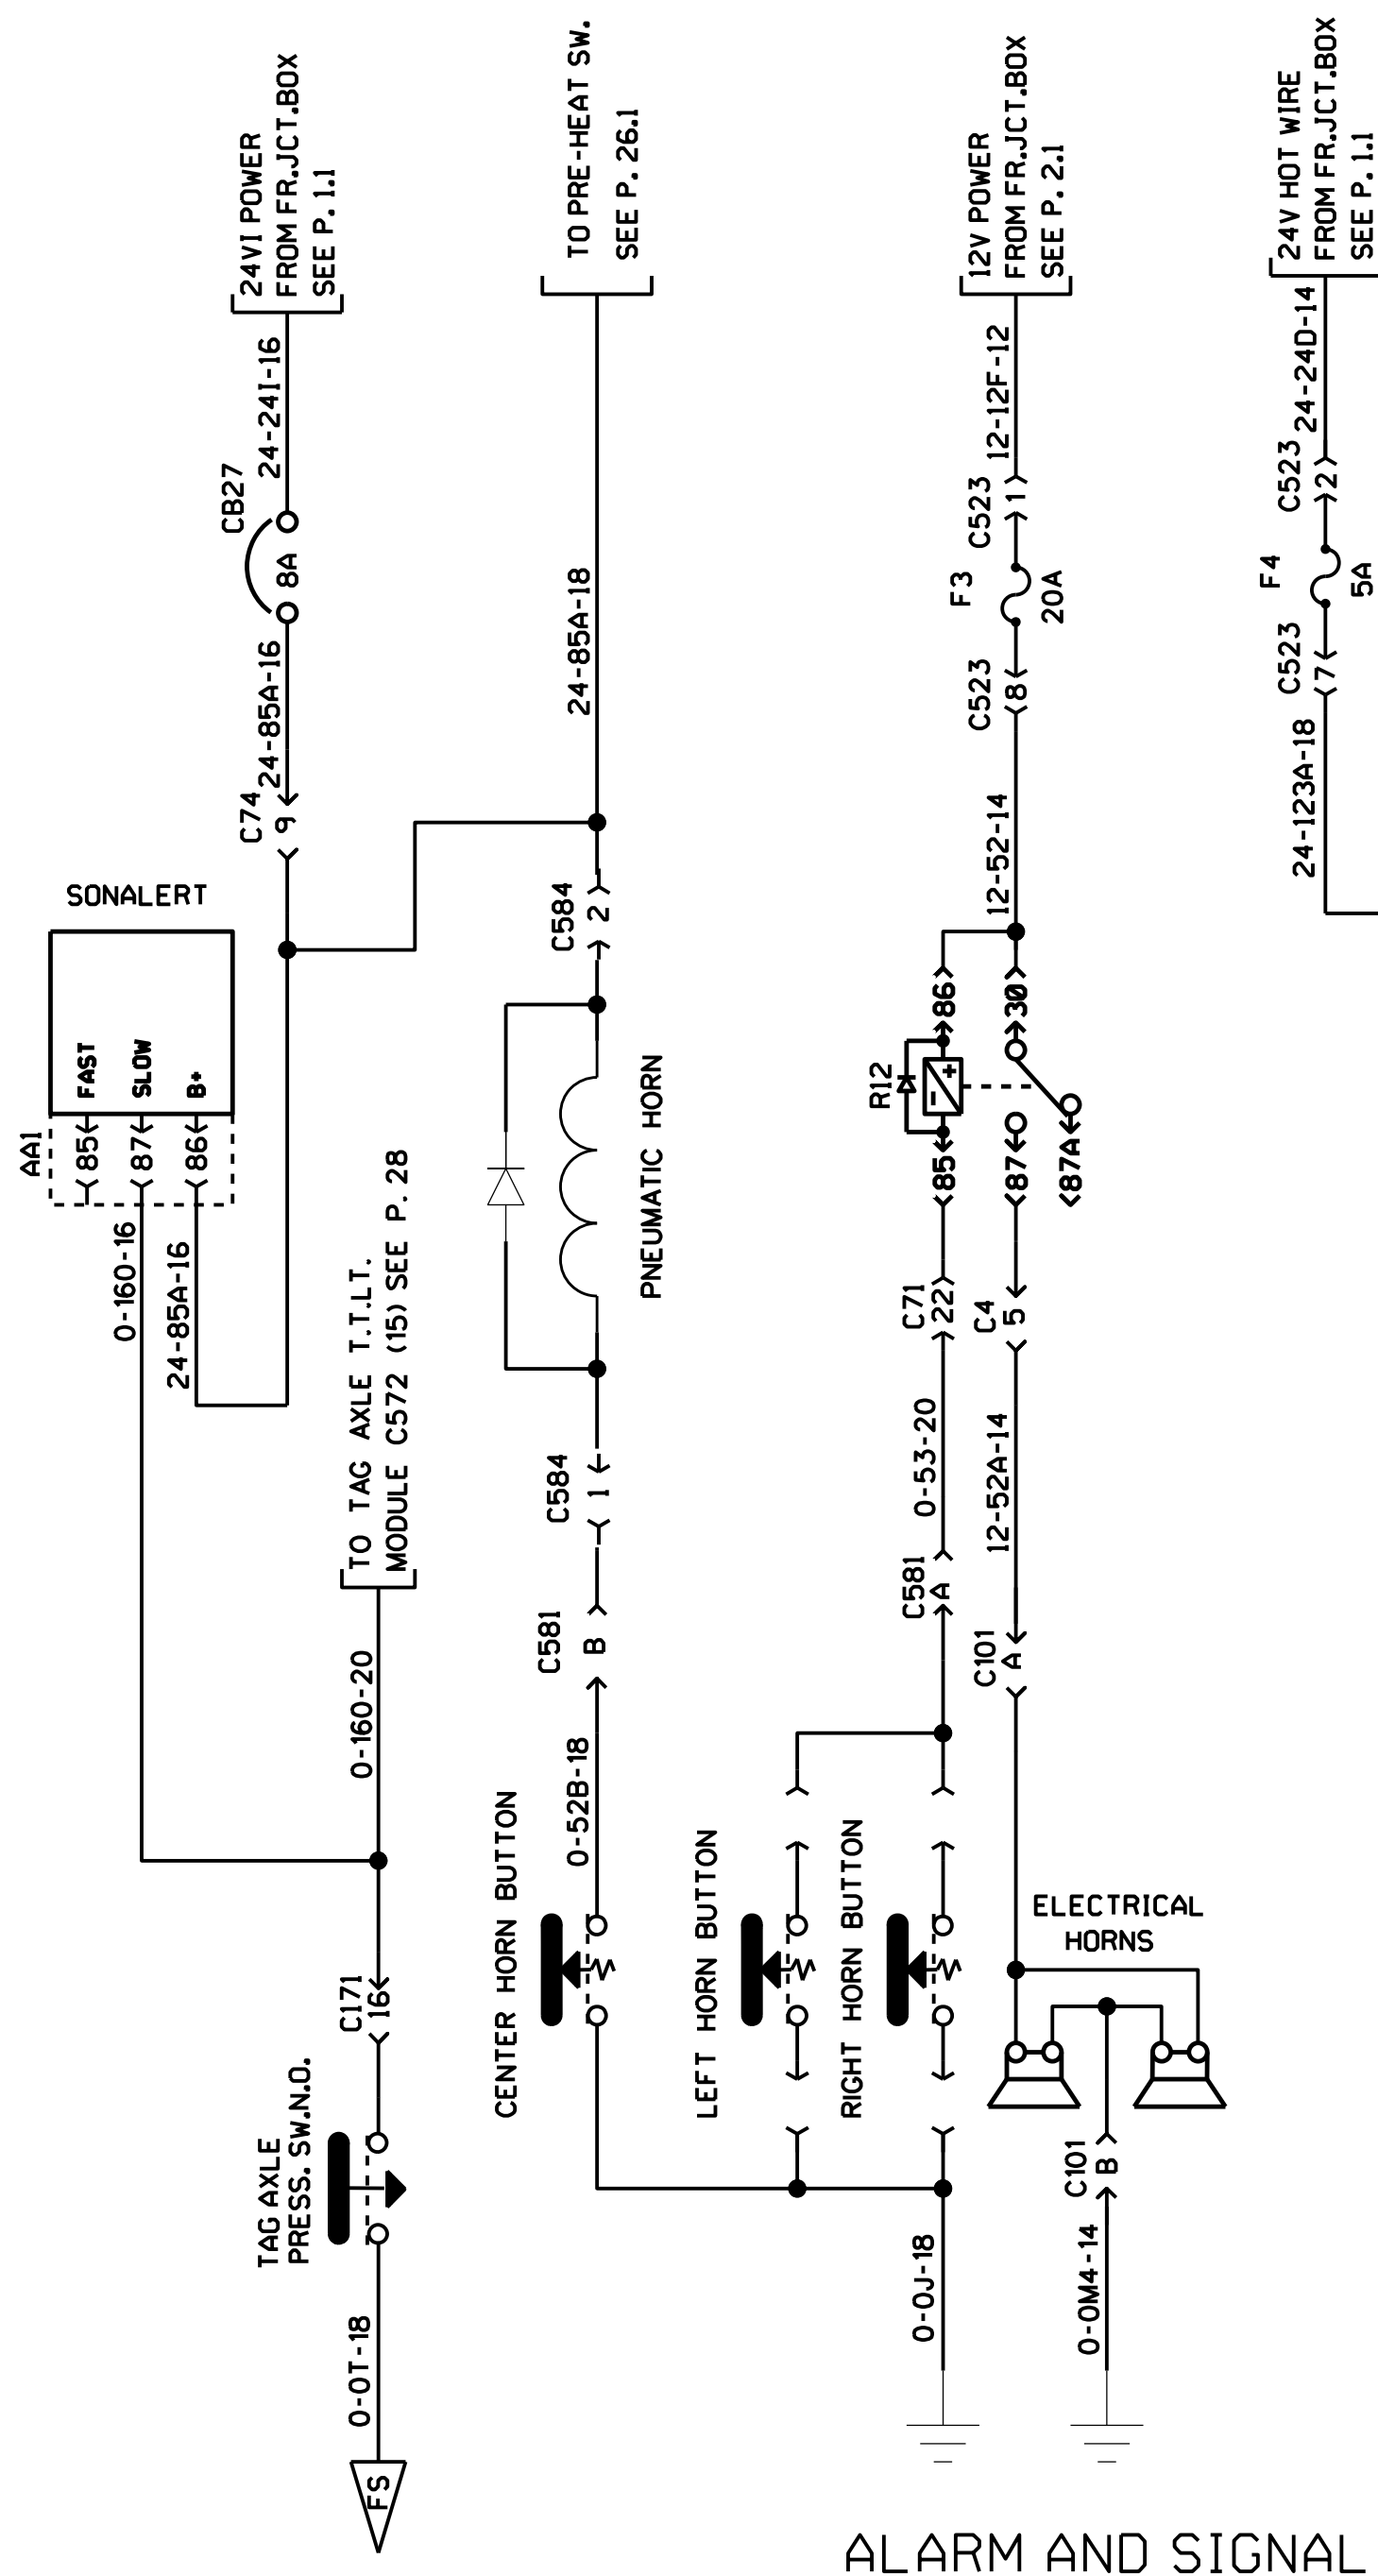 24VI POWER
FROM FR.JCT.BOX
SEE P. 1.1
24-24I-16
CB27
8A
24-85A-16
C74
9
SONALERT
FAST
SLOW
B+
AA1
85
87
86
0-160-16
24-85A-16
TO TAG AXLE T.T.LT.
MODULE C572 (15) SEE P. 28
0-160-20
C171
16
TAG AXLE
PRESS. SW.N.O.
0-0T-18
FS
TO PRE-HEAT SW.
SEE P. 26.1
24-85A-18
C584
2
PNEUMATIC HORN
C584
1
C581
B
0-52B-18
CENTER HORN BUTTON
LEFT HORN BUTTON
RIGHT HORN BUTTON
12V POWER
FROM FR.JCT.BOX
SEE P. 2.1
12-12F-12
C523
1
F3
20A
C523
8
12-52-14
86
30
R12
+
-
85
87
87A
C71
22
C4
5
0-53-20
12-52A-14
C581
A
C101
A
ELECTRICAL
HORNS
C101
B
0-0J-18
0-0M4-14
24V HOT WIRE
FROM FR.JCT.BOX
SEE P. 1.1
24-24D-14
C523
2
F4
5A
C523
7
24-123A-18
ALARM AND SIGNAL